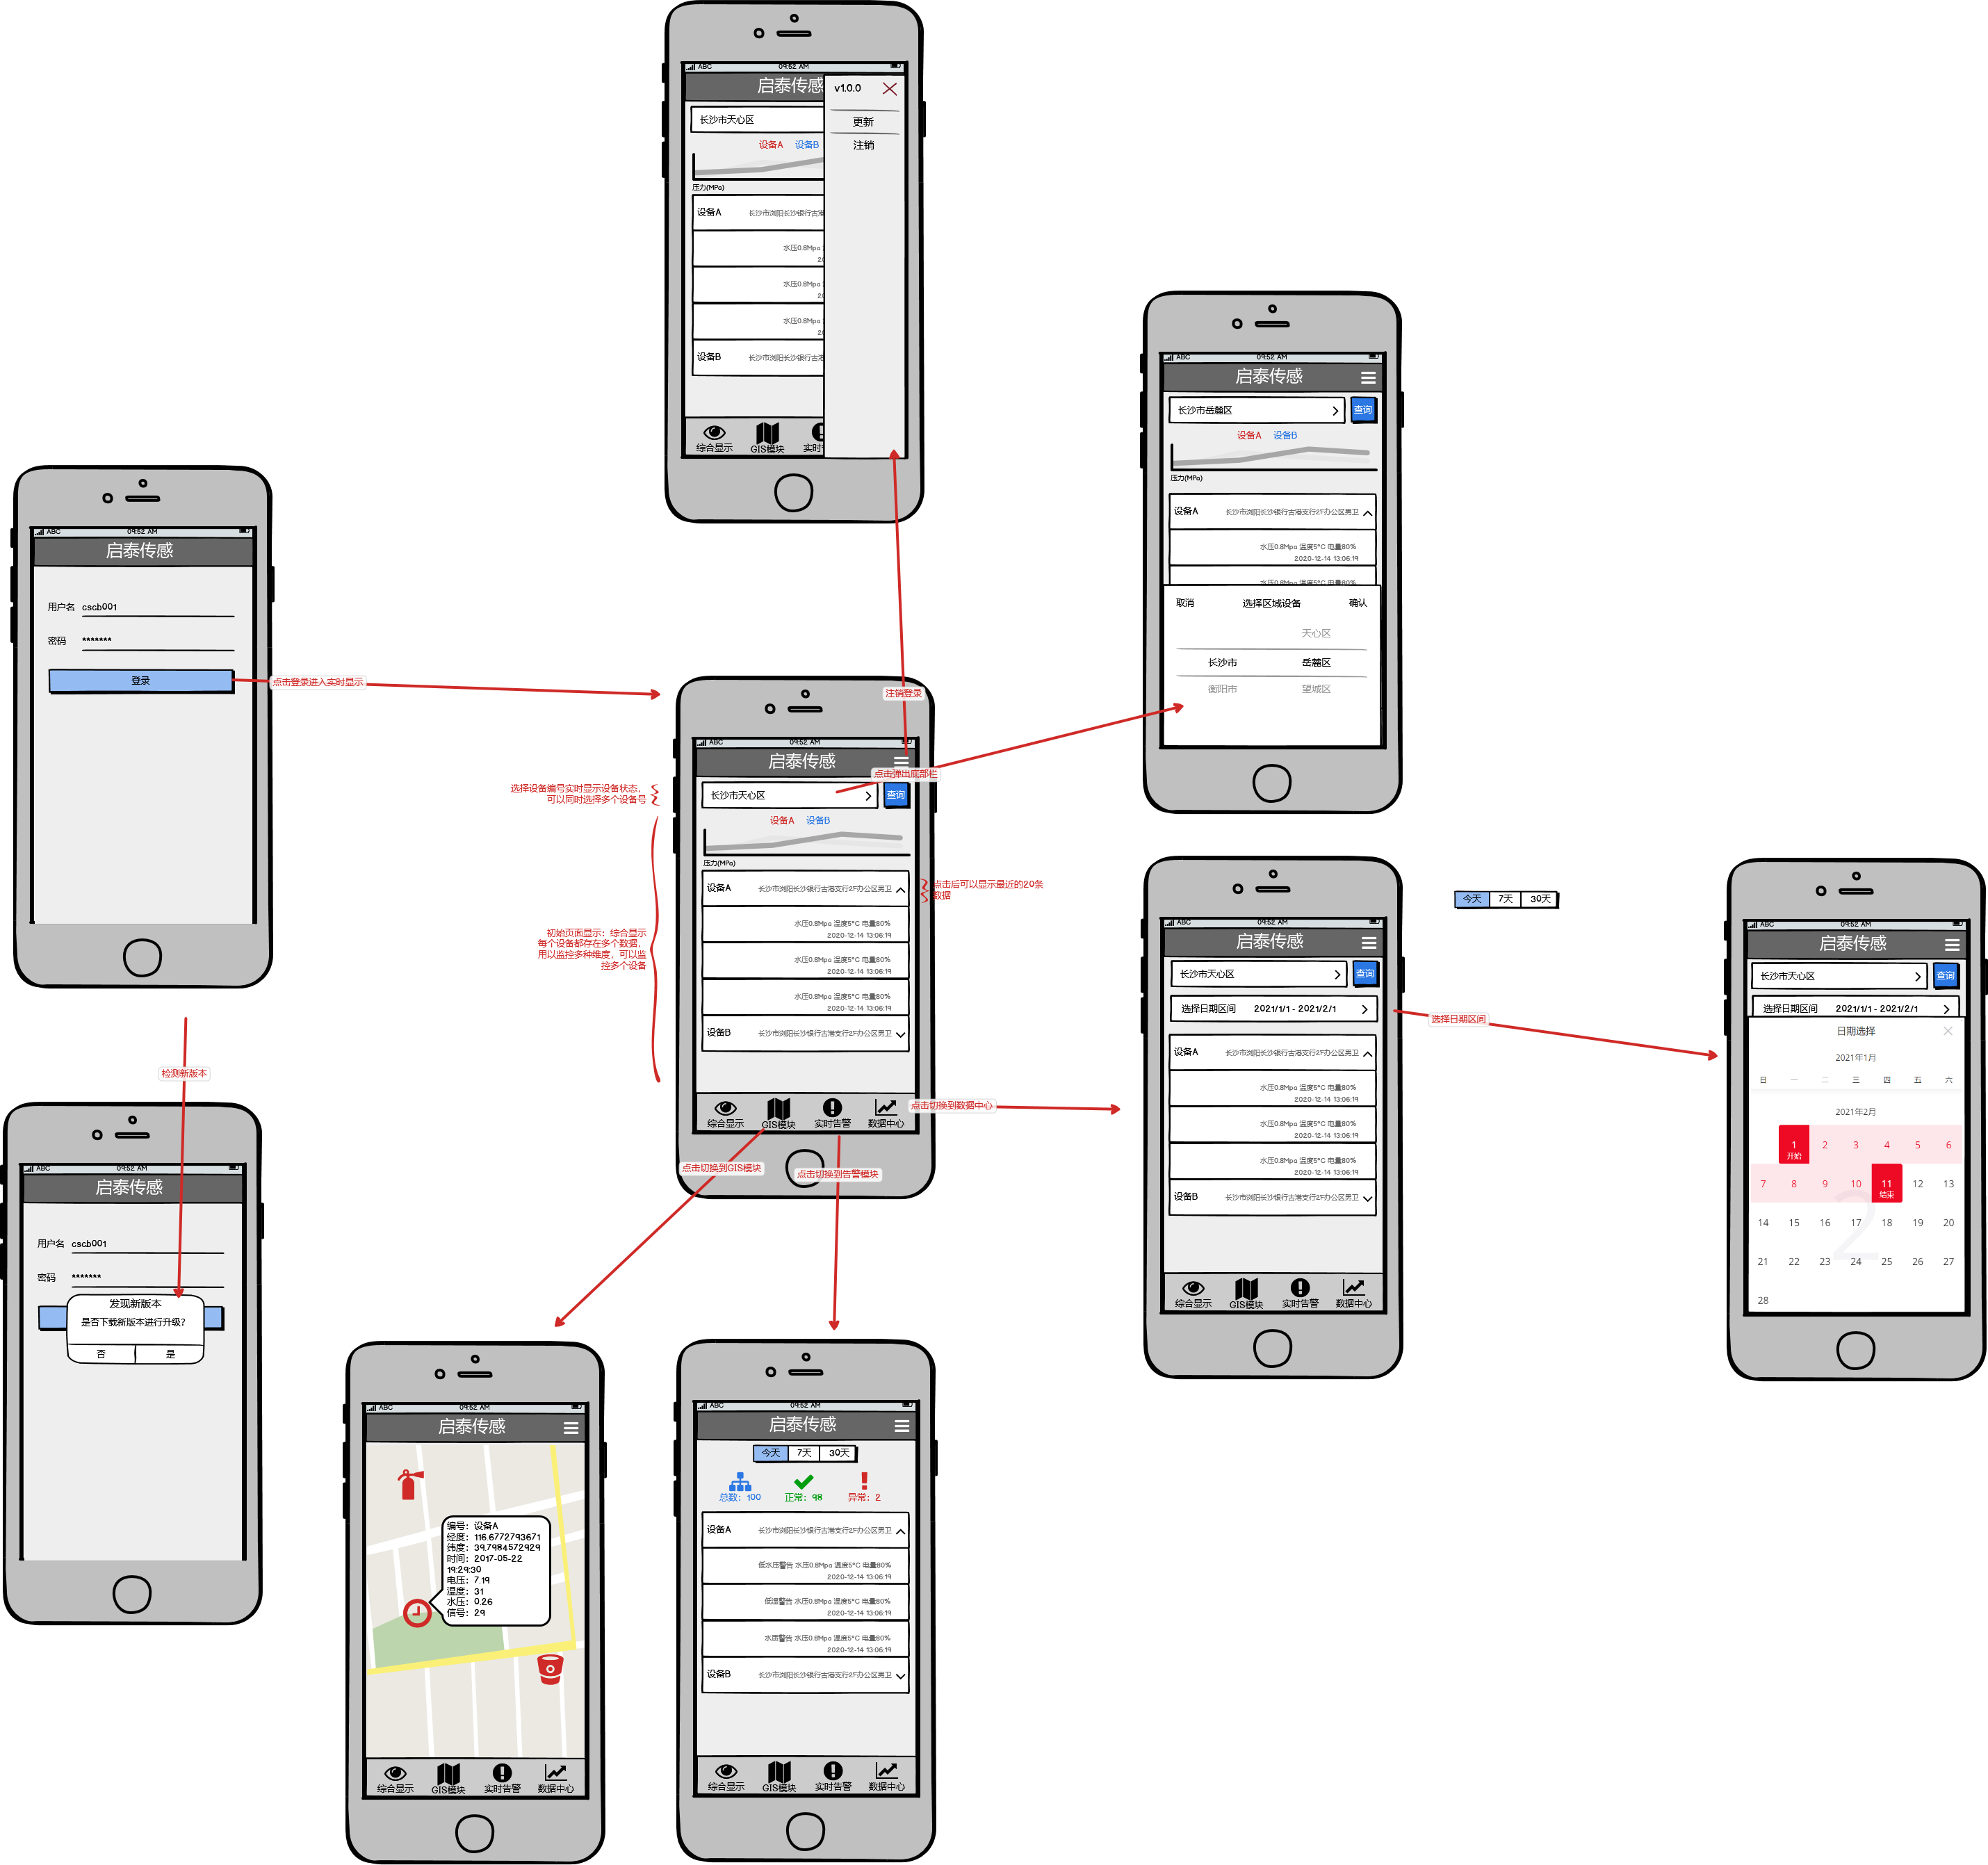 ABC 09:52 AM
启泰传感
v1.0.0
长沙市天心区
更新
注销
设备A 设备B
压力(MPa)
设备A 长沙市浏阳长沙银行古港
水压0.8Mpa
20
水压0.8Mpa
20
水压0.8Mpa
20
设备B 长沙市浏阳长沙银行古港
综合显示 GIS模块 实时
ABC 09:52 AM
启泰传感
长沙市岳麓区 查询
设备A 设备B
压力(MPa)
设备A 长沙市浏阳长沙银行古港支行2F办公区男卫
水压0.8Mpa 温度5°C 电量80%
2020-12-14 13:06:19
水压0.8Mpa 温度5°C 电量80%
取消 选择区域设备 确认
天心区
长沙市 岳麓区
衡阳市 望城区
ABC 09:52 AM
启泰传感
用户名 cscb001
密码 *******
登录
点击登录进入实时显示
注销登录
点击弹出底部栏
ABC 09:52 AM
启泰传感
选择设备编号实时显示设备状态，
可以同时选择多个设备号
长沙市天心区 查询
设备A 设备B
压力(MPa)
设备A 长沙市浏阳长沙银行古港支行2F办公区男卫
点击后可以显示最近的20条
数据
水压0.8Mpa 温度5°C 电量80%
2020-12-14 13:06:19
初始页面显示：综合显示
每个设备都存在多个数据，
用以监控多种维度，可以监
控多个设备
水压0.8Mpa 温度5°C 电量80%
2020-12-14 13:06:19
水压0.8Mpa 温度5°C 电量80%
2020-12-14 13:06:19
设备B 长沙市浏阳长沙银行古港支行2F办公区男卫
综合显示 GIS模块 实时告警 数据中心
点击切换到数据中心
点击切换到GIS模块
点击切换到告警模块
今天 7天 30天
ABC 09:52 AM
启泰传感
长沙市天心区 查询
选择日期区间 2021/1/1 - 2021/2/1
设备A 长沙市浏阳长沙银行古港支行2F办公区男卫
水压0.8Mpa 温度5°C 电量80%
2020-12-14 13:06:19
水压0.8Mpa 温度5°C 电量80%
2020-12-14 13:06:19
水压0.8Mpa 温度5°C 电量80%
2020-12-14 13:06:19
设备B 长沙市浏阳长沙银行古港支行2F办公区男卫
综合显示 GIS模块 实时告警 数据中心
选择日期区间
ABC 09:52 AM
启泰传感
长沙市天心区 查询
选择日期区间 2021/1/1 - 2021/2/1
日期选择
2021年1月
日 一 二 三 四 五 六
2021年2月
1 2 3 4 5 6
开始
7 8 9 10 11 12 13
结束
2
14 15 16 17 18 19 20
21 22 23 24 25 26 27
28
检测新版本
ABC 09:52 AM
启泰传感
用户名 cscb001
密码 *******
发现新版本
是否下载新版本进行升级?
否 是
ABC 09:52 AM
启泰传感
编号：设备A
经度：116.6772793671
纬度：39.7984572929
时间：2017-05-22
19:29:30
电压：7.19
温度：31
水压：0.26
信号：29
综合显示 GIS模块 实时告警 数据中心
ABC 09:52 AM
启泰传感
今天 7天 30天
总数：100 正常：98 异常：2
设备A 长沙市浏阳长沙银行古港支行2F办公区男卫
低水压警告 水压0.8Mpa 温度5°C 电量80%
2020-12-14 13:06:19
低温警告 水压0.8Mpa 温度5°C 电量80%
2020-12-14 13:06:19
水质警告 水压0.8Mpa 温度5°C 电量80%
2020-12-14 13:06:19
设备B 长沙市浏阳长沙银行古港支行2F办公区男卫
综合显示 GIS模块 实时告警 数据中心